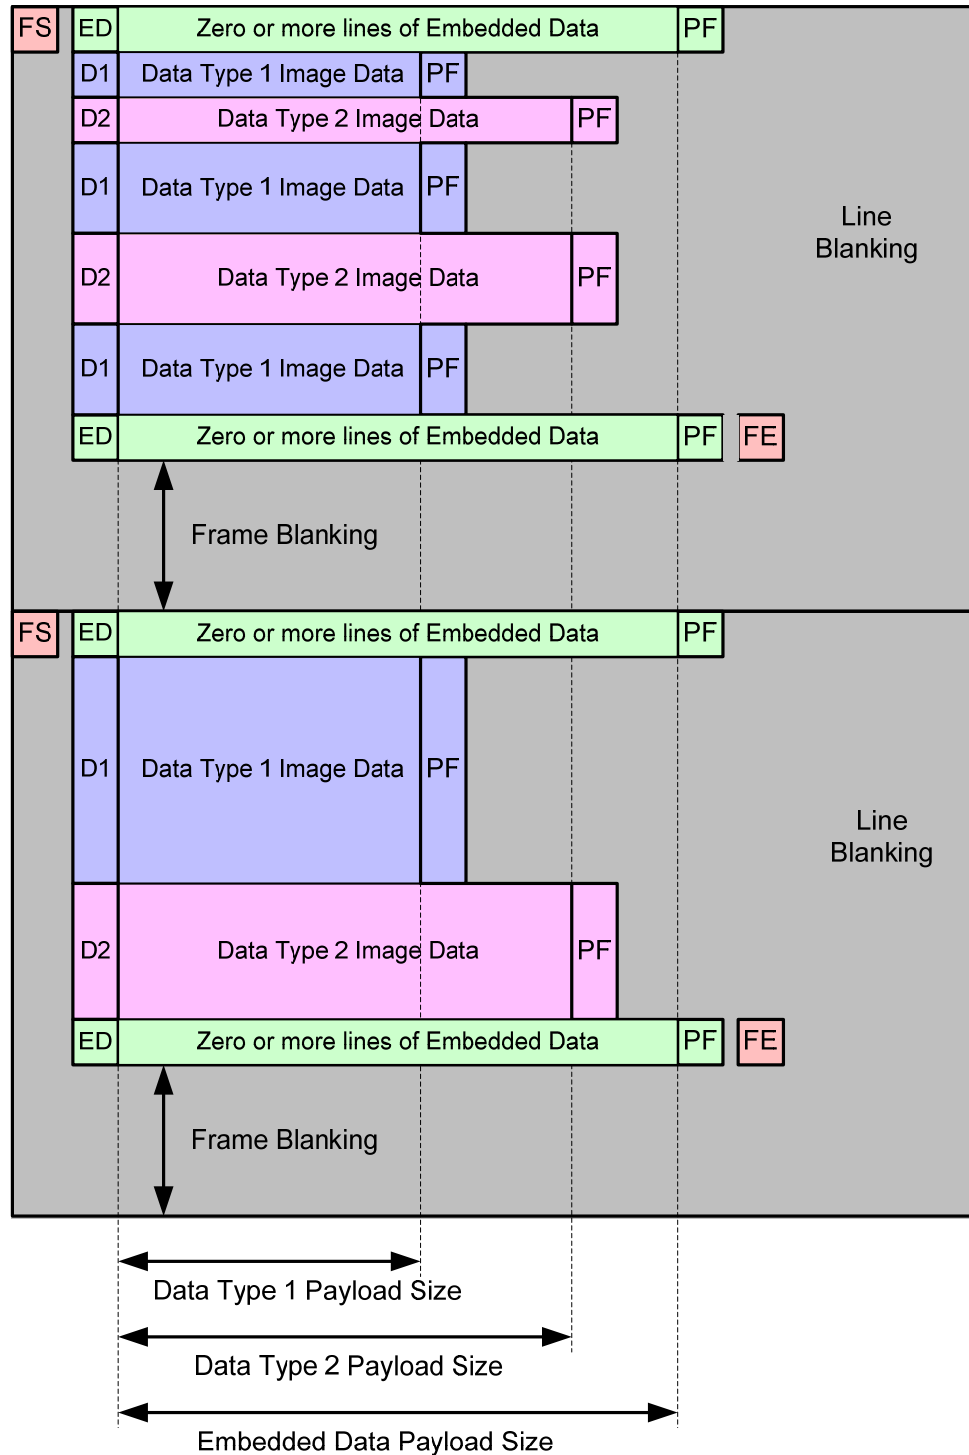 FS ED Zero or more lines of Embedded Data PF
D1 Data Type 1 Image Data PF
D2 Data Type 2 Image Data PF
D1 Data Type 1 Image Data PF
Line
Blanking
D2 Data Type 2 Image Data PF
D1 Data Type 1 Image Data PF
ED Zero or more lines of Embedded Data PF FE
Frame Blanking
FS ED Zero or more lines of Embedded Data PF
D1 Data Type 1 Image Data PF
Line
Blanking
D2 Data Type 2 Image Data PF
ED Zero or more lines of Embedded Data PF FE
Frame Blanking
Data Type 1 Payload Size
Data Type 2 Payload Size
Embedded Data Payload Size